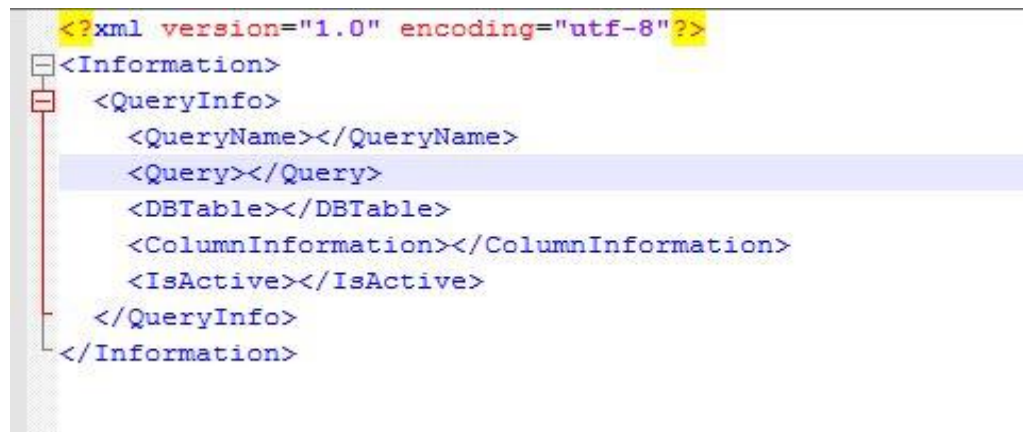 <?xml version="1.0" encoding="utf-8"?>
<Information>
<QueryInfo>
<QueryName></QueryName>
<Query></Query>
<DBTable></DBTable>
<ColumnInformation></ColumnInformation>
<IsActive></IsActive>
</QueryInfo>
</Information>